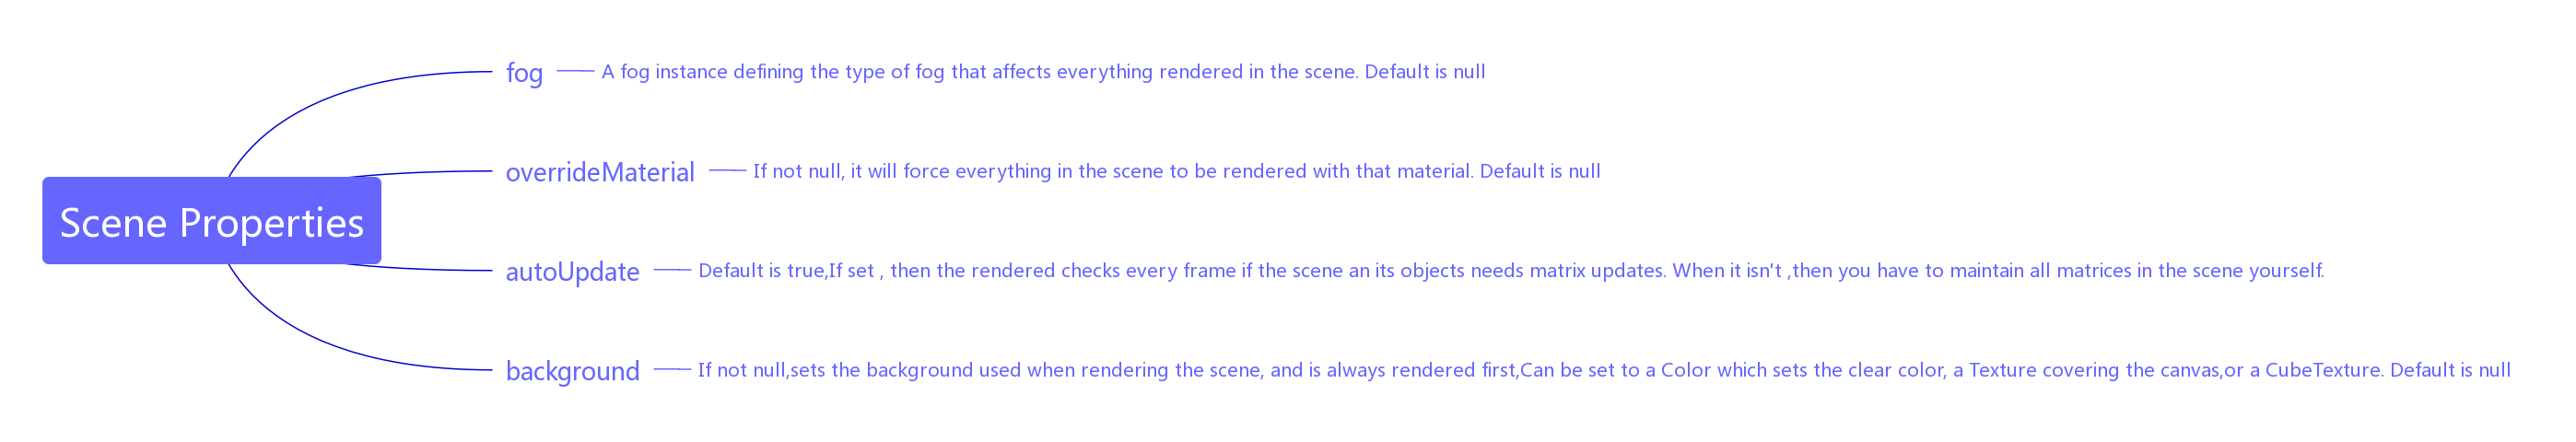 fog
A fog instance defining the type of fog that affects everything rendered in the scene. Default is null
overrideMaterial
If not null, it will force everything in the scene to be rendered with that material. Default is null
Scene Properties
autoUpdate
Default is true,If set , then the rendered checks every frame if the scene an its objects needs matrix updates. When it isn't ,then you have to maintain all matrices in the scene yourself.
background
If not null,sets the background used when rendering the scene, and is always rendered first,Can be set to a Color which sets the clear color, a Texture covering the canvas,or a CubeTexture. Default is null